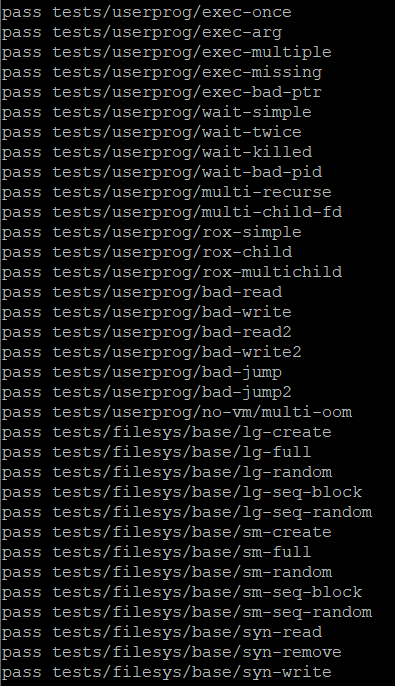 pass tests/userprog/exec-once
pass tests/userprog/exec-arg
pass tests/userprog/exec-multiple
pass tests/userprog/exec-missing
pass tests/userprog/exec-bad-ptr
pass tests/userprog/wait-simple
pass tests/userprog/wait-twice
pass tests/userprog/wait-killed
pass tests/userprog/wait-bad-pid
pass tests/userprog/multi-recurse
pass tests/userprog/multi-child-fd
pass tests/userprog/rox-simple
pass tests/userprog/rox-child
pass tests/userprog/rox-multichild
pass tests/userprog/bad-read
pass tests/userprog/bad-write
pass tests/userprog/bad-read2
pass tests/userprog/bad-write2
pass tests/userprog/bad-jump
pass tests/userprog/bad-jump2
pass tests/userprog/no-vm/multi-oom
pass tests/filesys/base/lg-create
pass tests/filesys/base/lg-full
pass tests/filesys/base/lg-random
pass tests/filesys/base/lg-seq-block
pass tests/filesys/base/lg-seq-random
pass tests/filesys/base/sm-create
pass tests/filesys/base/sm-full
pass tests/filesys/base/sm-random
pass tests/filesys/base/sm-seq-block
pass tests/filesys/base/sm-seq-random
pass tests/filesys/base/syn-read
pass tests/filesys/base/syn-remove
pass tests/filesys/base/syn-write